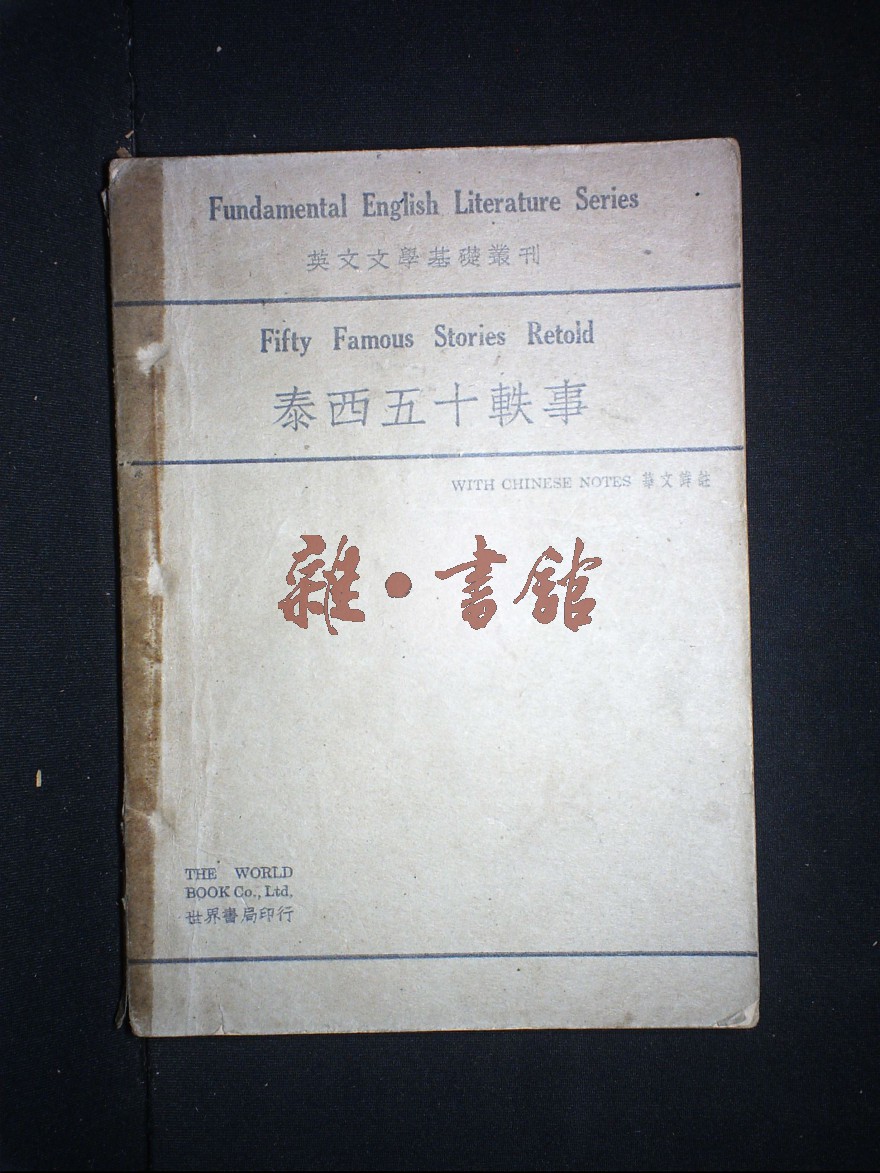 Fundamental English Literature Series
英文文學基礎叢刊
Fifty Famous Stories Retold
泰西五十軼事
WITH CHINESE NOTES 華文詳註
雜·書館
THE WORLD
BOOK Co., Ltd.
世界書局印行